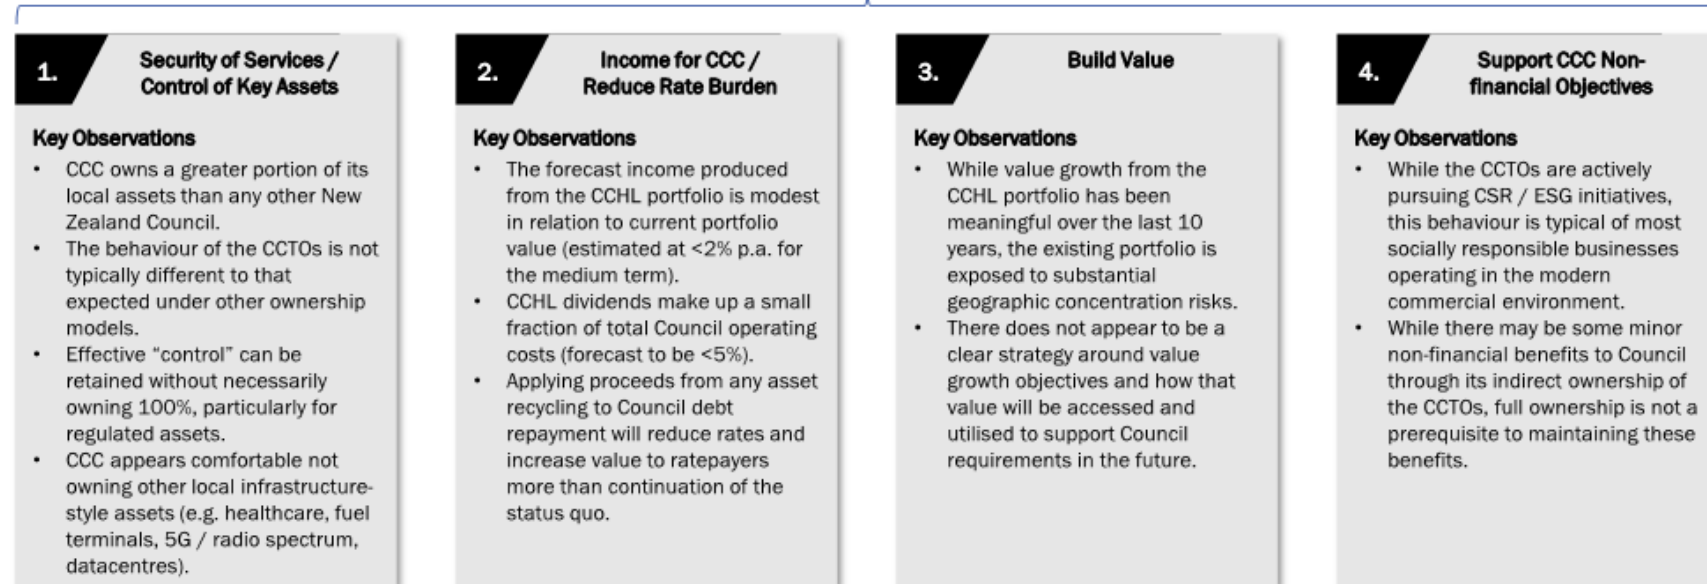 1.
Security of Services /
Control of Key Assets
Key Observations
• CCC owns a greater portion of its
local assets than any other New
Zealand Council.
• The behaviour of the CCTOs is not
typically different to that
expected under other ownership
models.
• Effective “control” can be
retained without necessarily
owning 100%, particularly for
regulated assets.
• CCC appears comfortable not
owning other local infrastructure-
style assets (e.g. healthcare, fuel
terminals, 5G / radio spectrum,
datacentres).
2.
Income for CCC /
Reduce Rate Burden
Key Observations
• The forecast income produced
from the CCHL portfolio is modest
in relation to current portfolio
value (estimated at <2% p.a. for
the medium term).
• CCHL dividends make up a small
fraction of total Council operating
costs (forecast to be <5%).
• Applying proceeds from any asset
recycling to Council debt
repayment will reduce rates and
increase value to ratepayers
more than continuation of the
status quo.
3.
Build Value
Key Observations
• While value growth from the
CCHL portfolio has been
meaningful over the last 10
years, the existing portfolio is
exposed to substantial
geographic concentration risks.
• There does not appear to be a
clear strategy around value
growth objectives and how that
value will be accessed and
utilised to support Council
requirements in the future.
4.
Support CCC Non-
financial Objectives
Key Observations
• While the CCTOs are actively
pursuing CSR / ESG initiatives,
this behaviour is typical of most
socially responsible businesses
operating in the modern
commercial environment.
• While there may be some minor
non-financial benefits to Council
through its indirect ownership of
the CCTOs, full ownership is not a
prerequisite to maintaining these
benefits.